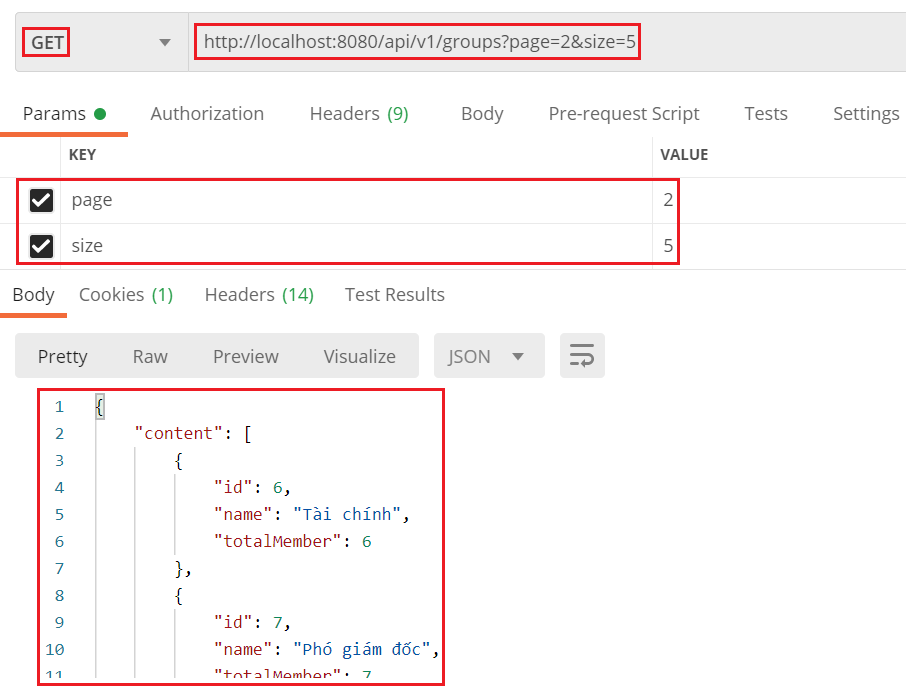 GET http://localhost:8080/api/v1/groups?page=2&size=5
Params Authorization Headers (9) Body Pre-request Script Tests Settings
KEY VALUE
page 2
size 5
Body Cookies (1) Headers (14) Test Results
Pretty Raw Preview Visualize JSON
1 {
2 "content": [
3 {
4 "id": 6,
5 "name": "Tài chính",
6 "totalMember": 6
7 },
8 {
9 "id": 7,
10 "name": "Phó giám đốc",
11 "totalMember": 7